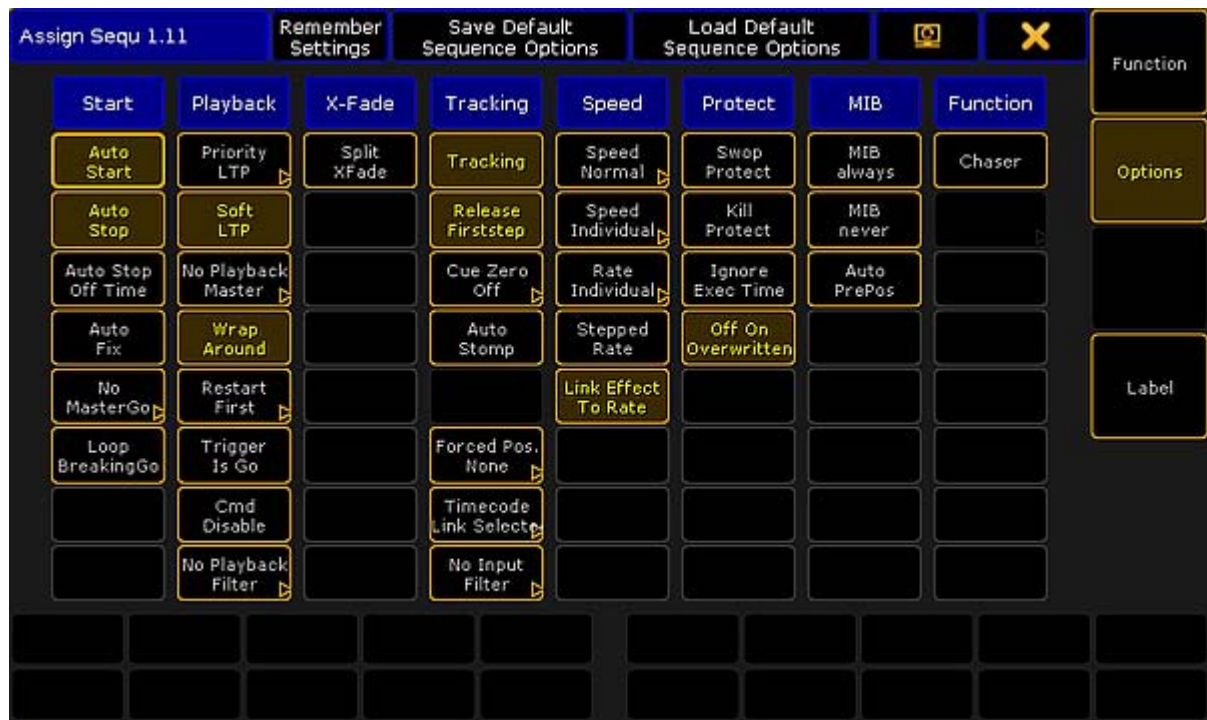 Assign Sequ 1.11
Remember
Settings
Save Default
Sequence Options
Load Default
Sequence Options
Function
Options
Label
Start
Playback
X-Fade
Tracking
Speed
Protect
MIB
Function
Auto
Start
Priority
LTP
Split
XFade
Tracking
Speed
Normal
Swop
Protect
MIB
always
Chaser
Auto
Stop
Soft
LTP
Release
Firststep
Speed
Individual
Kill
Protect
MIB
never
Auto Stop
Off Time
No Playback
Master
Cue Zero
Off
Rate
Individual
Ignore
Exec Time
Auto
PrePos
Auto
Fix
Wrap
Around
Auto
Stomp
Stepped
Rate
Off On
Overwritten
No
MasterGo
Restart
First
Link Effect
To Rate
Loop
BreakingGo
Trigger
Is Go
Forced Pos.
None
Cmd
Disable
Timecode
Link Selecte
No Playback
Filter
No Input
Filter